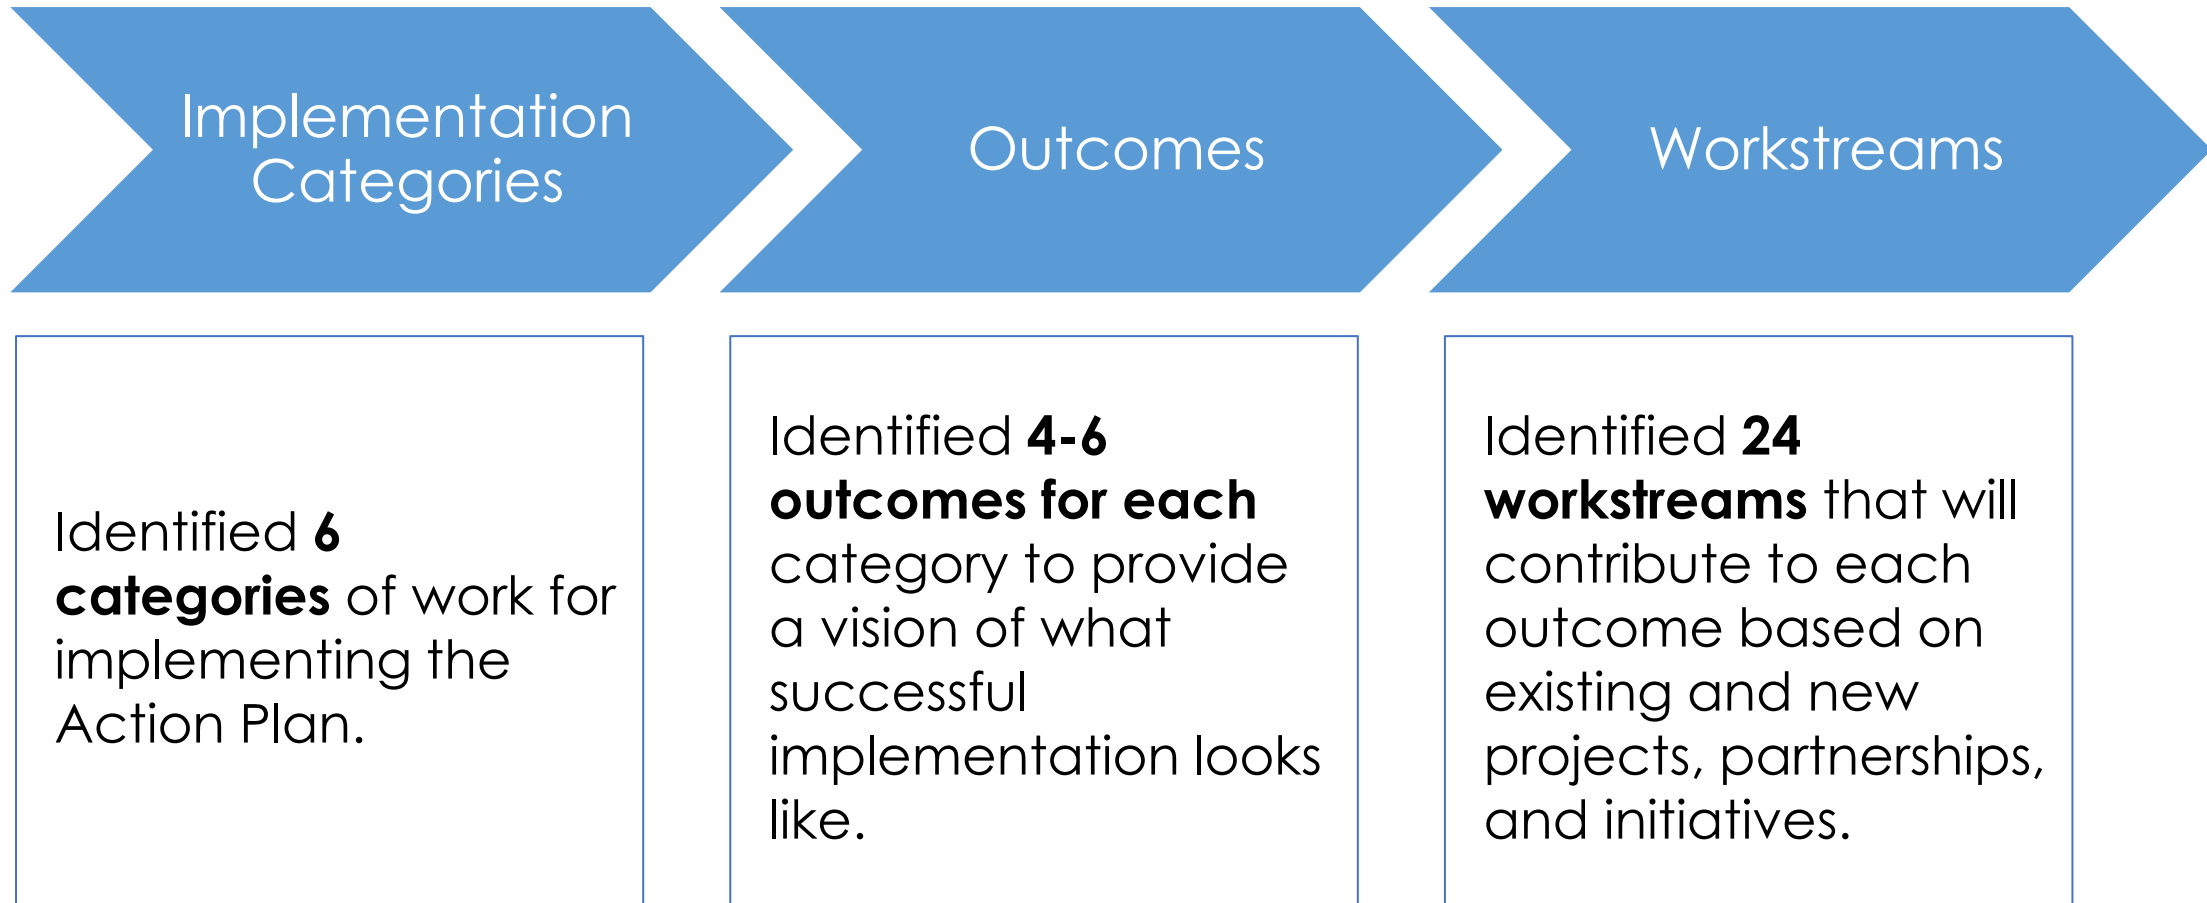 Implementation
Categories
Outcomes
Workstreams
Identified 6
categories of work for
implementing the
Action Plan.
Identified 4-6
outcomes for each
category to provide
a vision of what
successful
implementation looks
like.
Identified 24
workstreams that will
contribute to each
outcome based on
existing and new
projects, partnerships,
and initiatives.